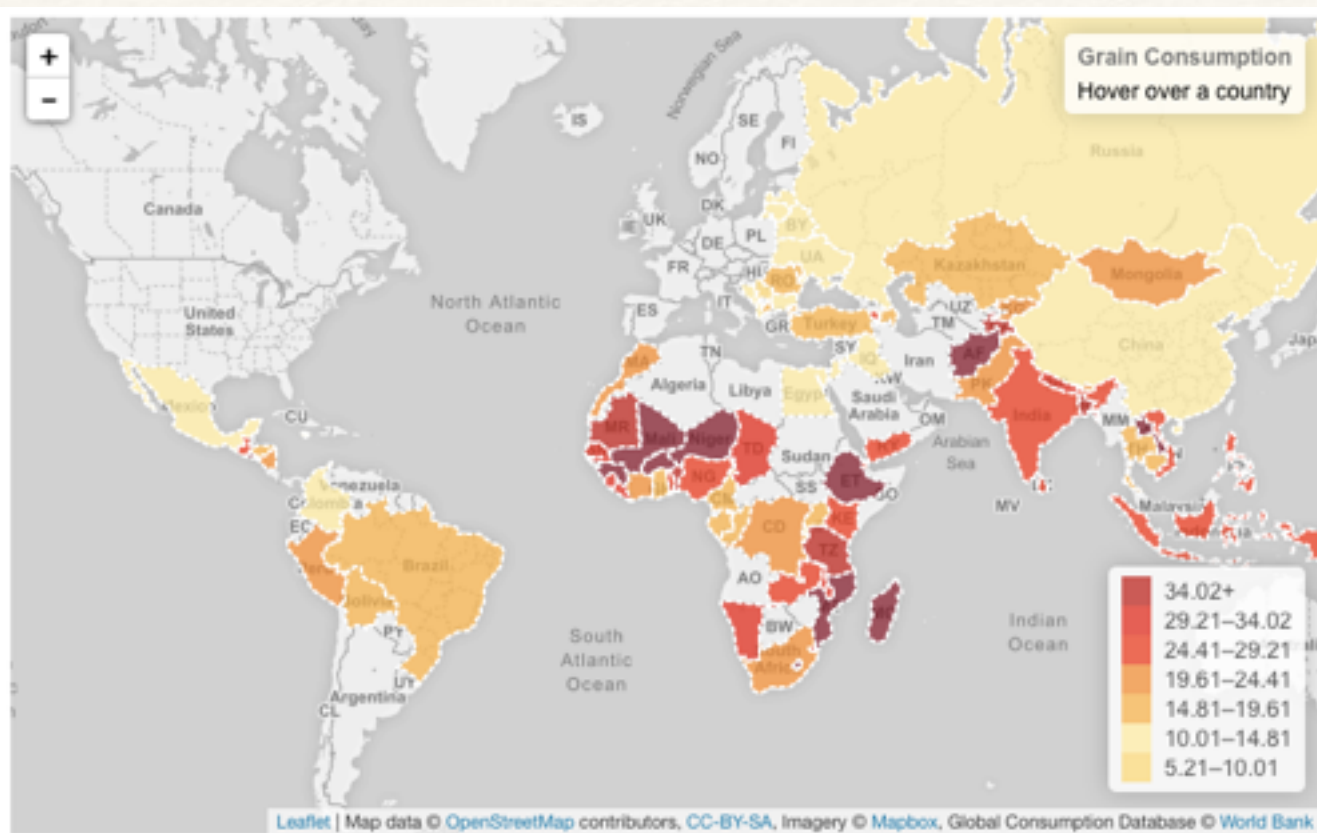 +
−
Grain Consumption
Hover over a country
Norwegian Sea
IS
SE
FI
NO
Russia
Canada
UK
DK
BY
DE
PL
UA
FR
RO
Kazakhstan
Mongolia
North Atlantic
Ocean
United
States
ES
IT
GR
Turkey
UZ
TM
SY
IQ
Iran
AF
China
TN
MA
Algeria
Libya
Egypt
KW
Saudi
Arabia
PK
India
OM
MM
Mexico
CU
MR
Mali
Niger
TD
Sudan
Arabian
Sea
TH
NG
ET
SS
Venezuela
Colombia
EC
MV
Malaysia
Indonesia
CD
KE
TZ
Peru
Brazil
Bolivia
AO
BW
South
Africa
South
Atlantic
Ocean
Indian
Ocean
UY
Argentina
CL
34.02+
29.21–34.02
24.41–29.21
19.61–24.41
14.81–19.61
10.01–14.81
5.21–10.01
Leaflet | Map data © OpenStreetMap contributors, CC-BY-SA, Imagery © Mapbox, Global Consumption Database © World Bank